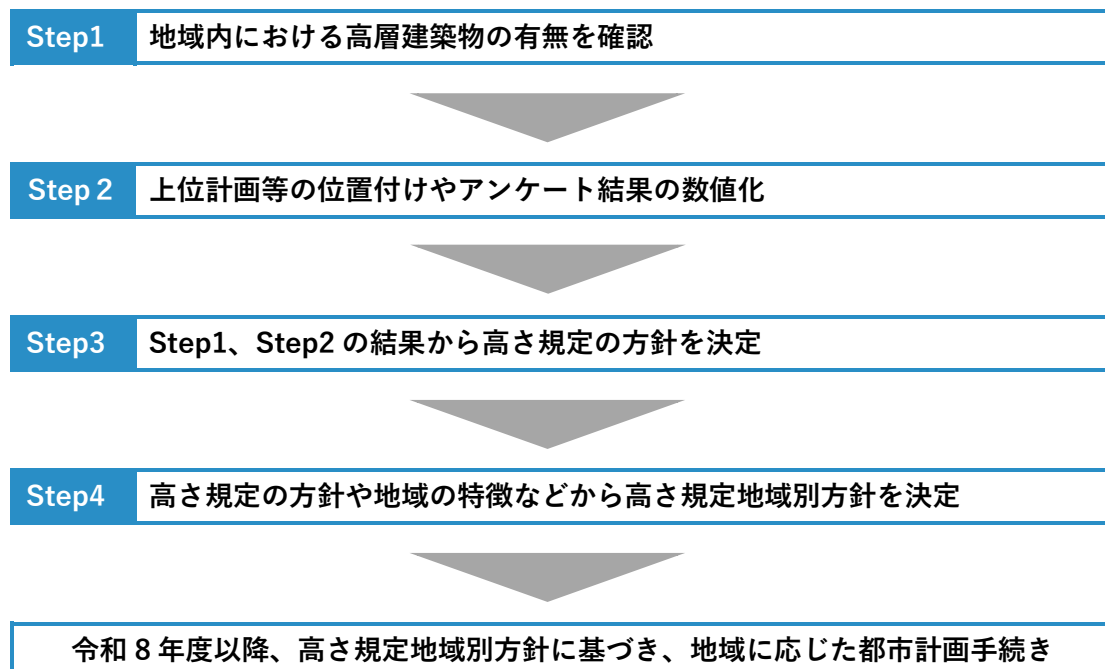 Step1 地域内における高層建築物の有無を確認
Step 2 上位計画等の位置付けやアンケート結果の数値化
Step3 Step1、Step2 の結果から高さ規定の方針を決定
Step4 高さ規定の方針や地域の特徴などから高さ規定地域別方針を決定
令和 8 年度以降、高さ規定地域別方針に基づき、地域に応じた都市計画手続き